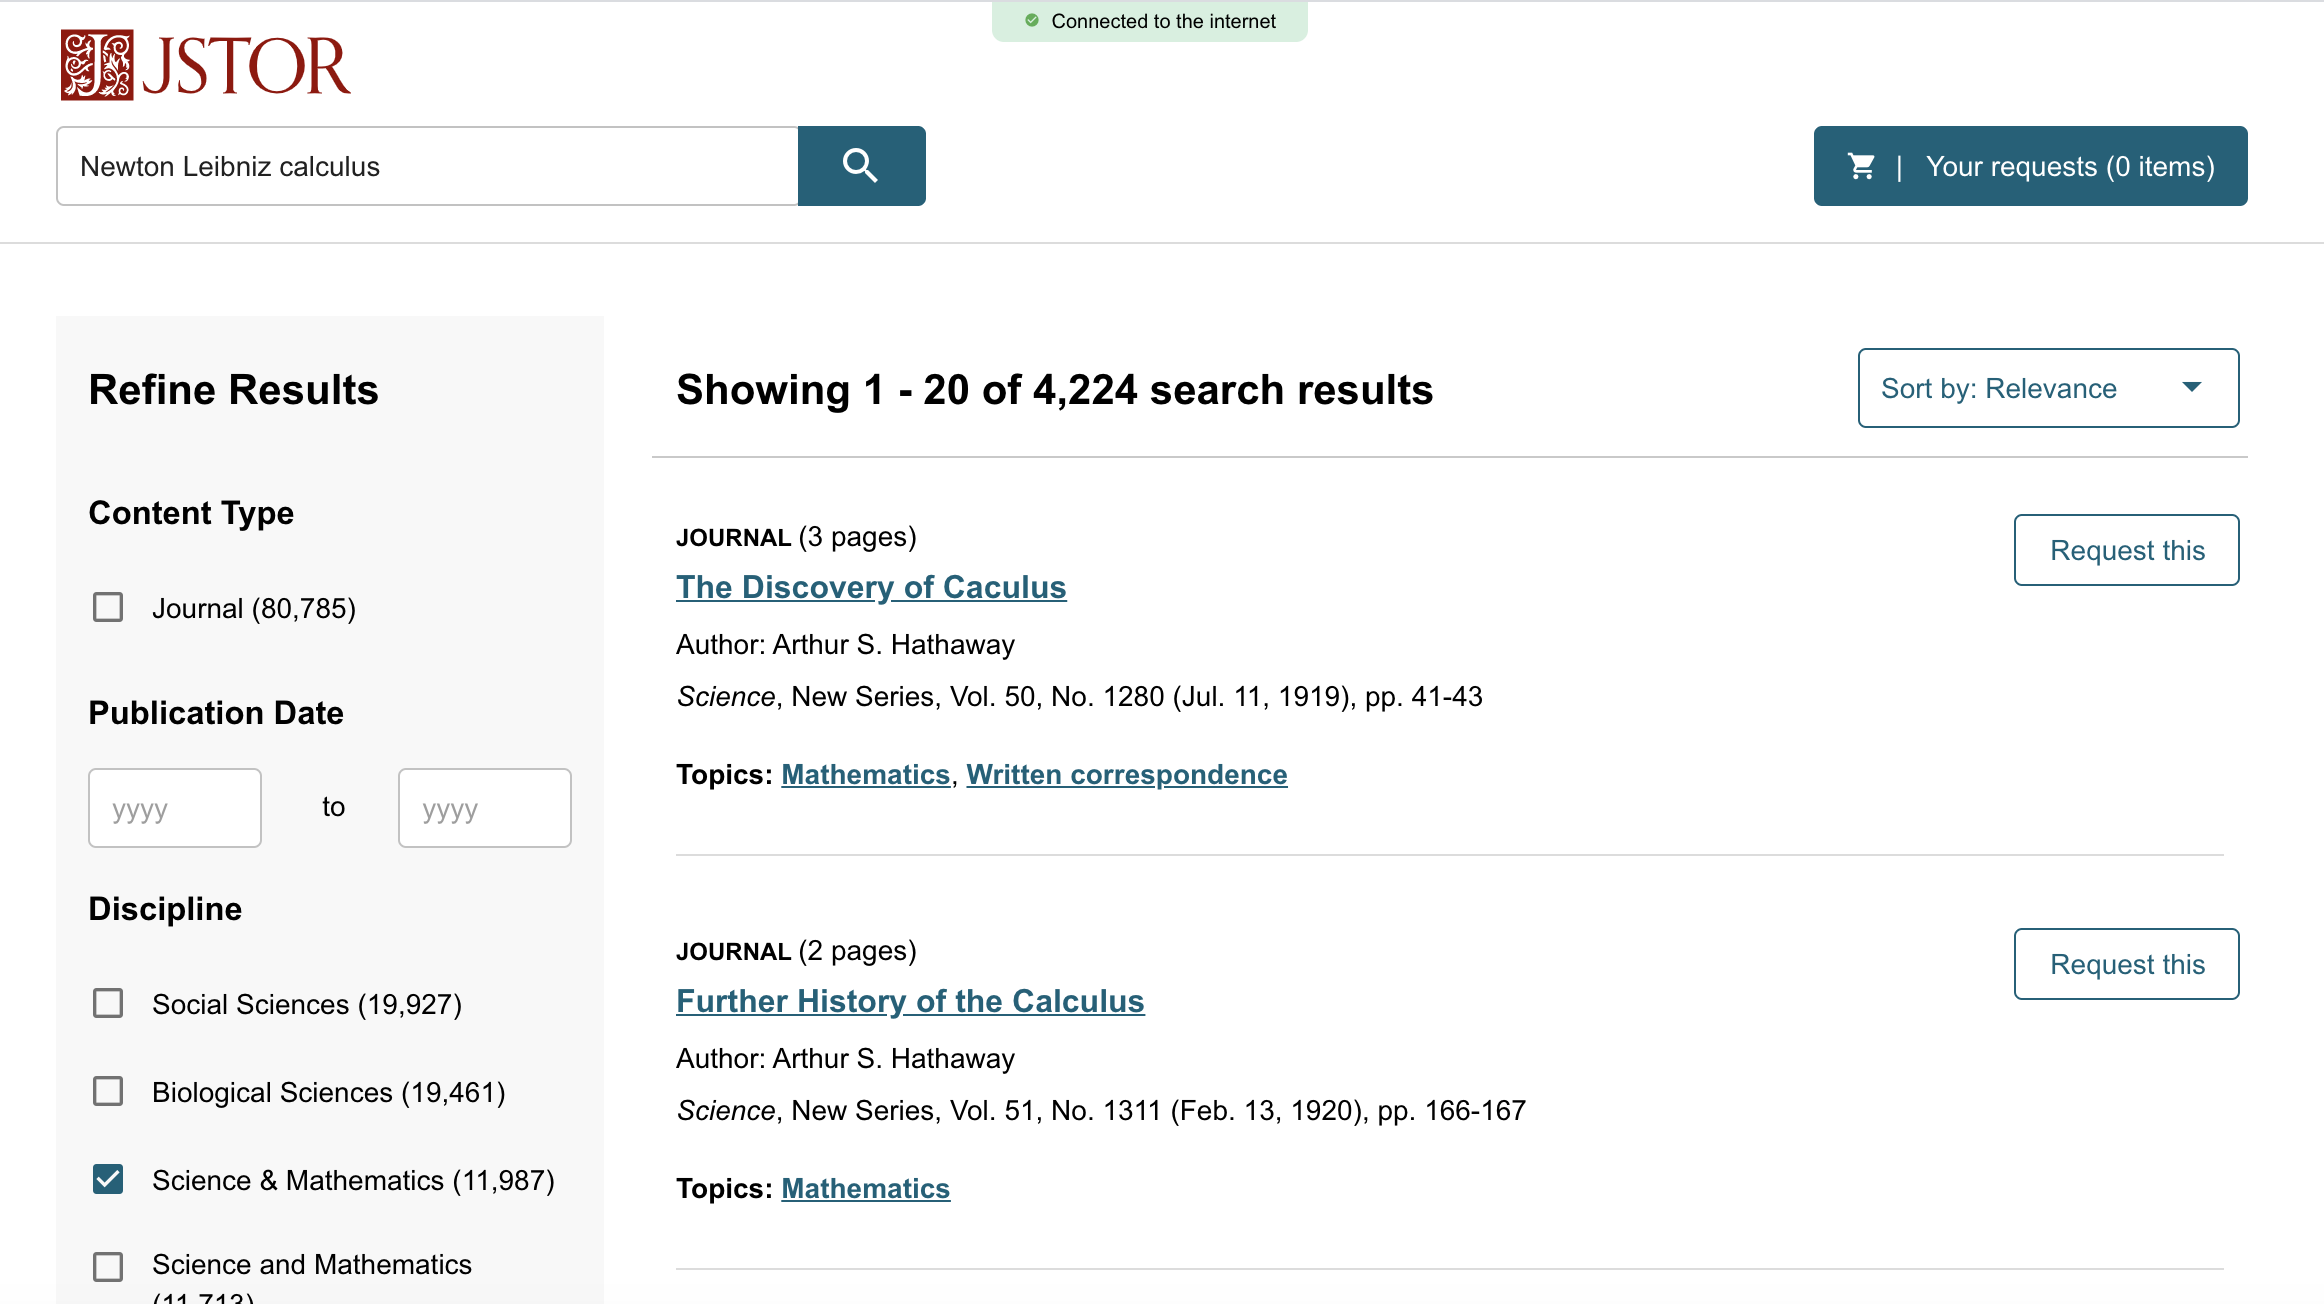 Connected to the internet
JSTOR
Newton Leibniz calculus
| Your requests (0 items)
Refine Results
Content Type
Journal (80,785)
Publication Date
yyyy to yyyy
Discipline
Social Sciences (19,927)
Biological Sciences (19,461)
Science & Mathematics (11,987)
Science and Mathematics
(11,713)
Showing 1 - 20 of 4,224 search results
Sort by: Relevance
JOURNAL (3 pages)
Request this
The Discovery of Caculus
Author: Arthur S. Hathaway
Science, New Series, Vol. 50, No. 1280 (Jul. 11, 1919), pp. 41-43
Topics: Mathematics, Written correspondence
JOURNAL (2 pages)
Request this
Further History of the Calculus
Author: Arthur S. Hathaway
Science, New Series, Vol. 51, No. 1311 (Feb. 13, 1920), pp. 166-167
Topics: Mathematics